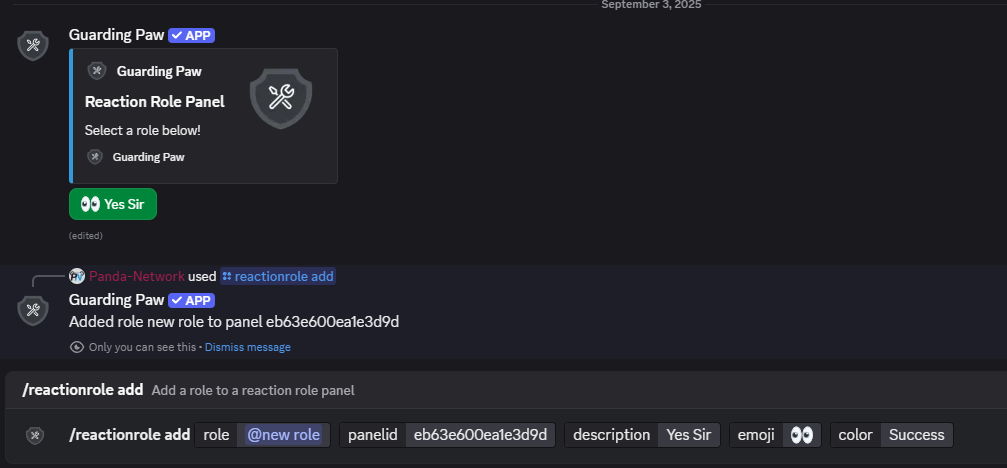 September 3, 2025
Guarding Paw ✓ APP
Guarding Paw
Reaction Role Panel
Select a role below!
Guarding Paw
👀 Yes Sir
(edited)
Panda-Network used reactionrole add
Guarding Paw ✓ APP
Added role new role to panel eb63e600ea1e3d9d
Only you can see this • Dismiss message
/reactionrole add Add a role to a reaction role panel
/reactionrole add role @new role panelid eb63e600ea1e3d9d description Yes Sir emoji 👀 color Success